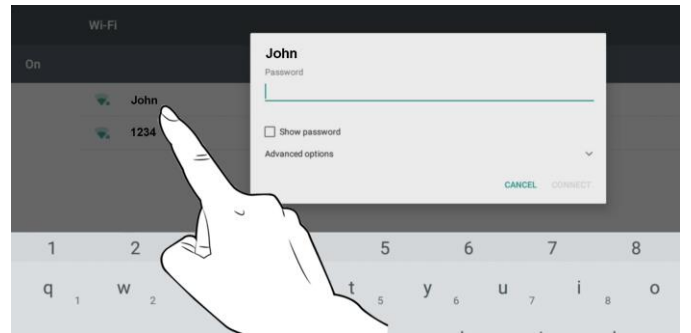 Wi-Fi
On
John
1234
John
Password
Show password
Advanced options
CANCEL CONNECT
1 2 5 6 7 8
q 1 w 2 t 5 y 6 u 7 i 8 o